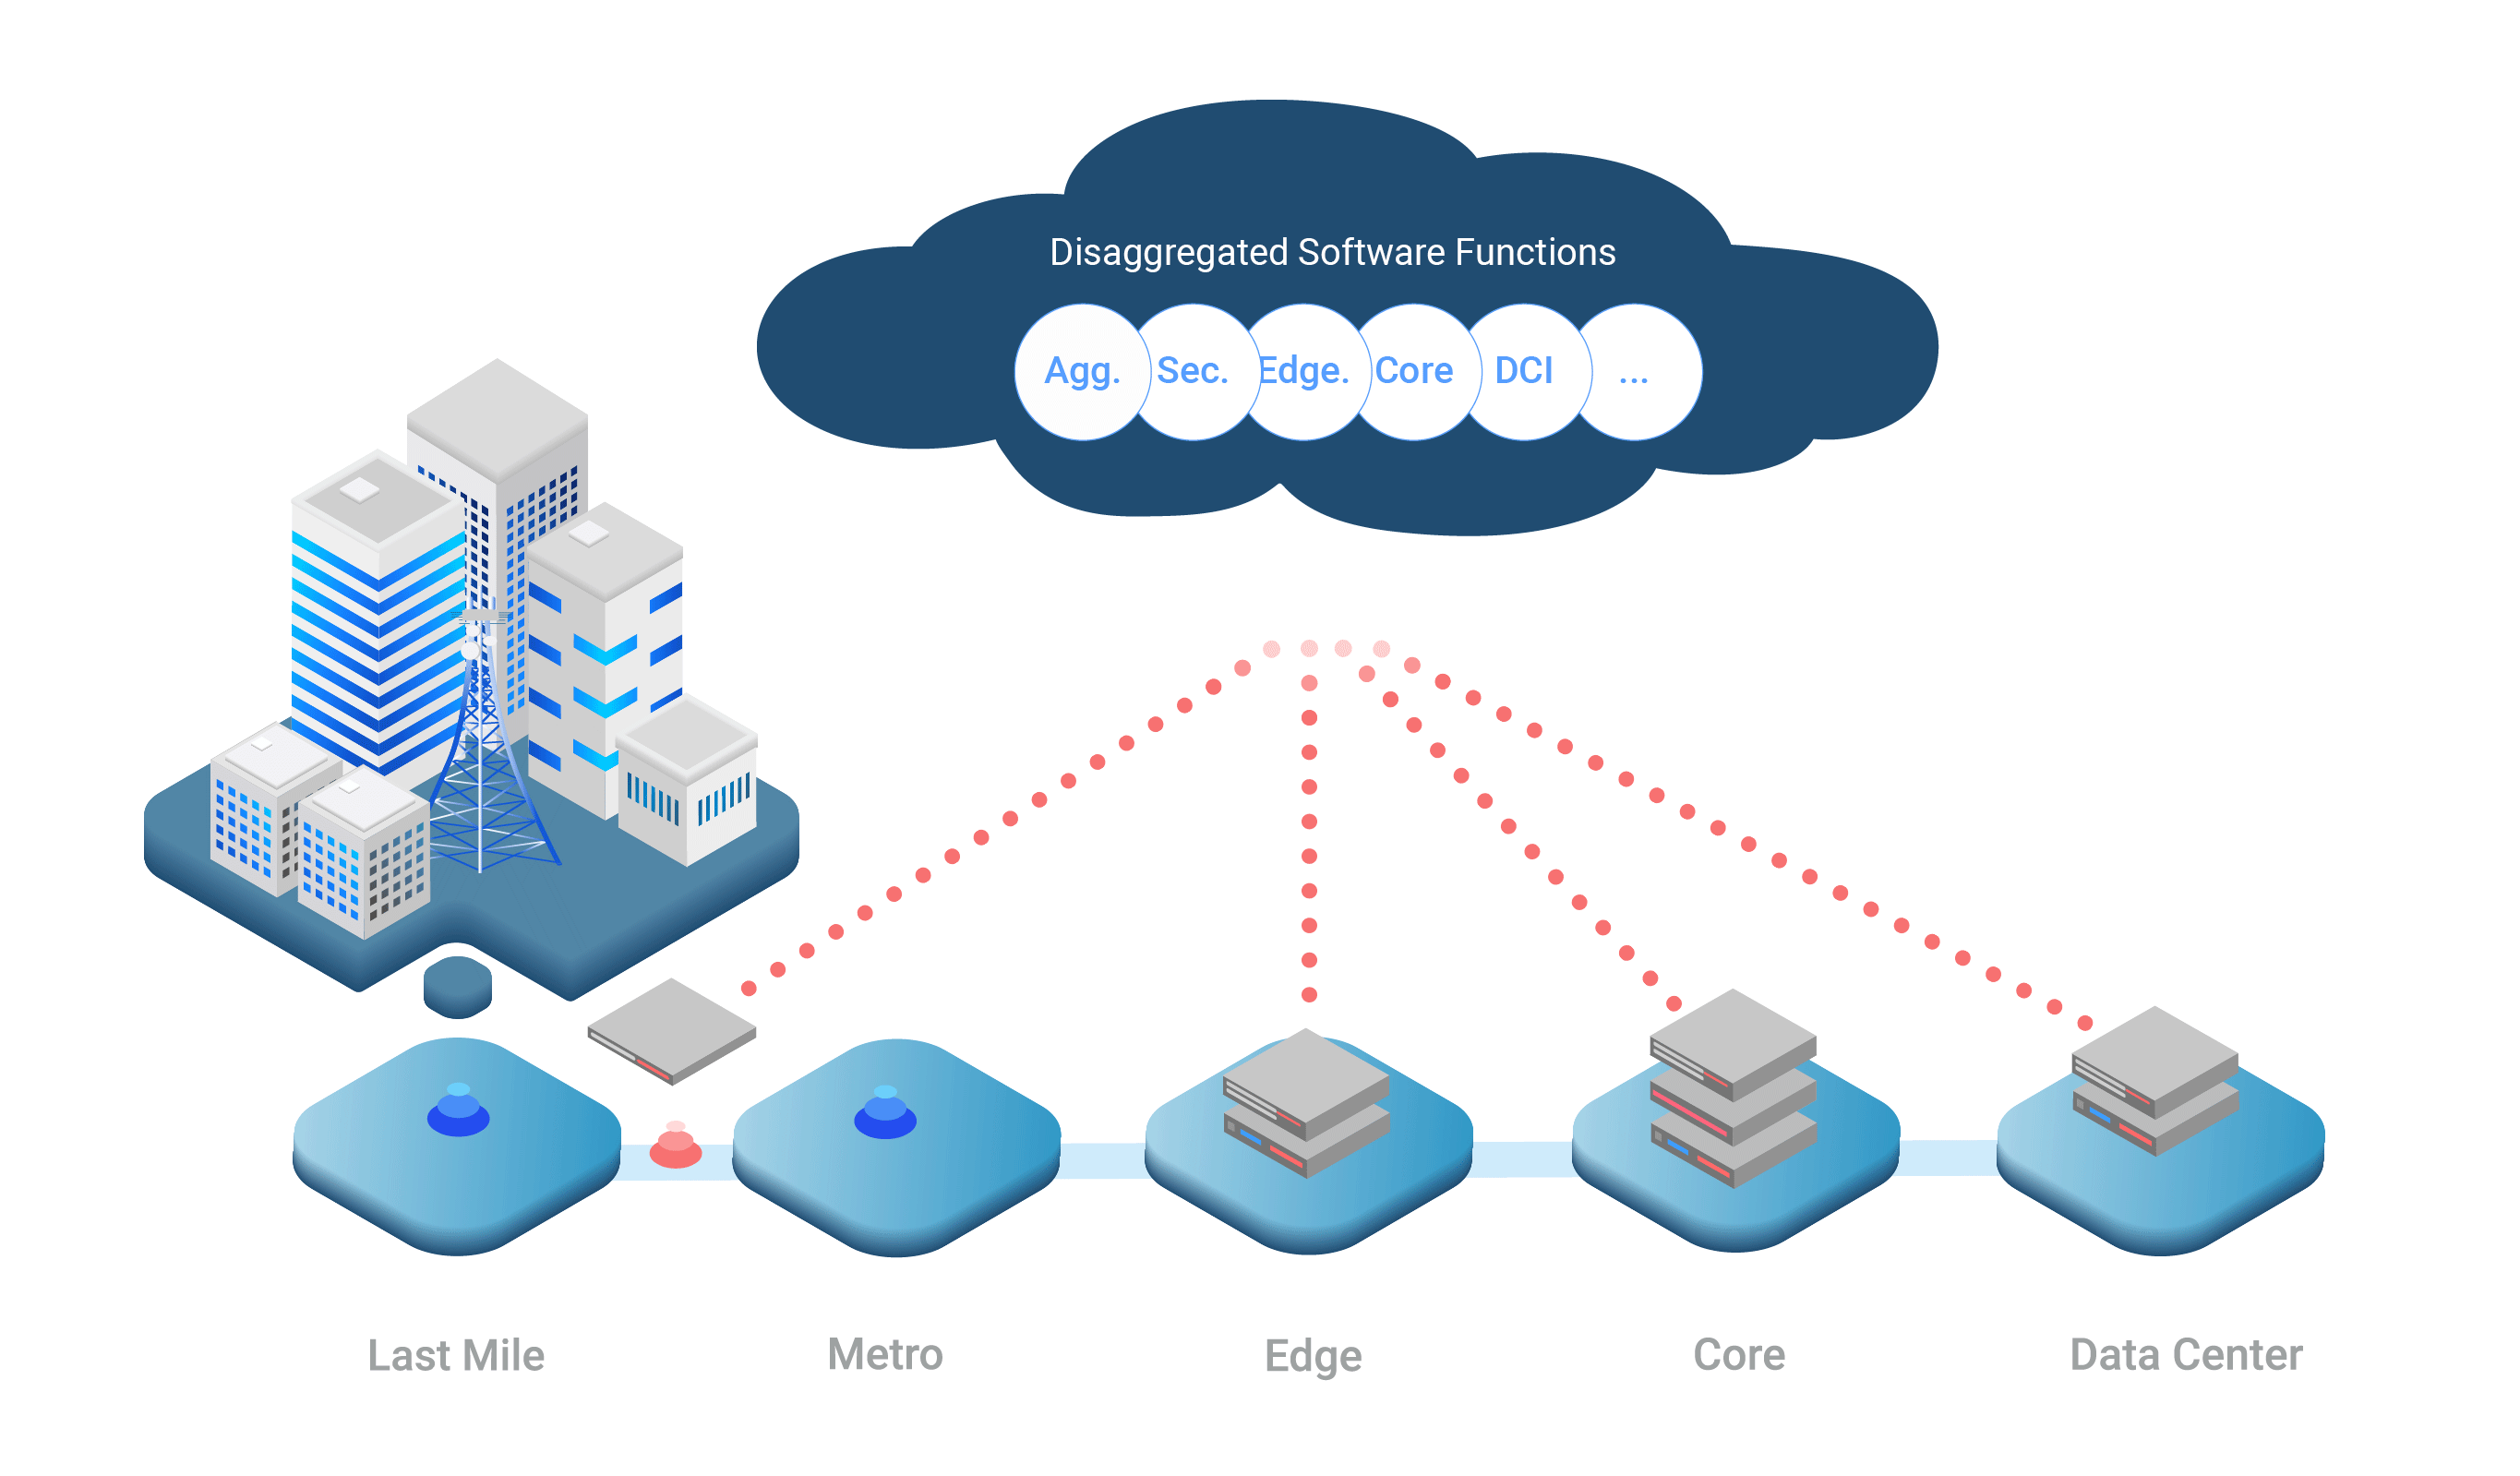 Disaggregated Software Functions
Agg. Sec. Edge. Core DCI ...
Last Mile Metro Edge Core Data Center